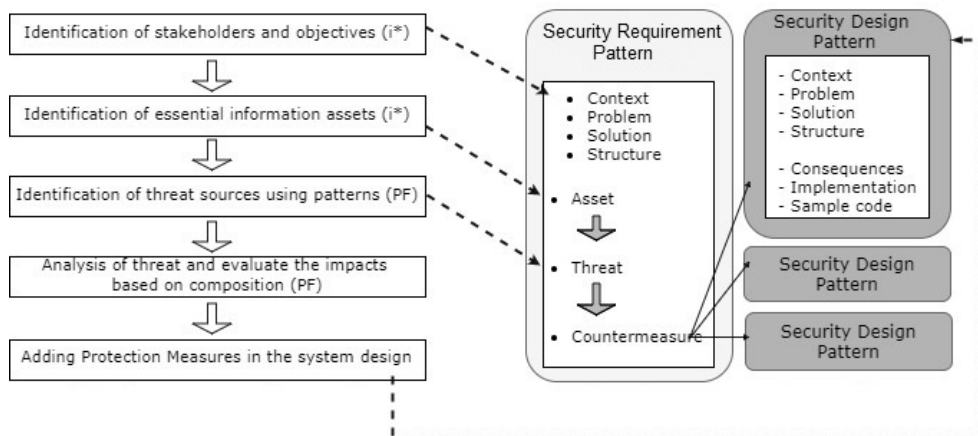 Identification of stakeholders and objectives (i*)
Identification of essential information assets (i*)
Identification of threat sources using patterns (PF)
Analysis of threat and evaluate the impacts
based on composition (PF)
Adding Protection Measures in the system design
Security Requirement
Pattern
• Context
• Problem
• Solution
• Structure
• Asset
• Threat
• Countermeasure
Security Design
Pattern
- Context
- Problem
- Solution
- Structure
- Consequences
- Implementation
- Sample code
Security Design
Pattern
Security Design
Pattern